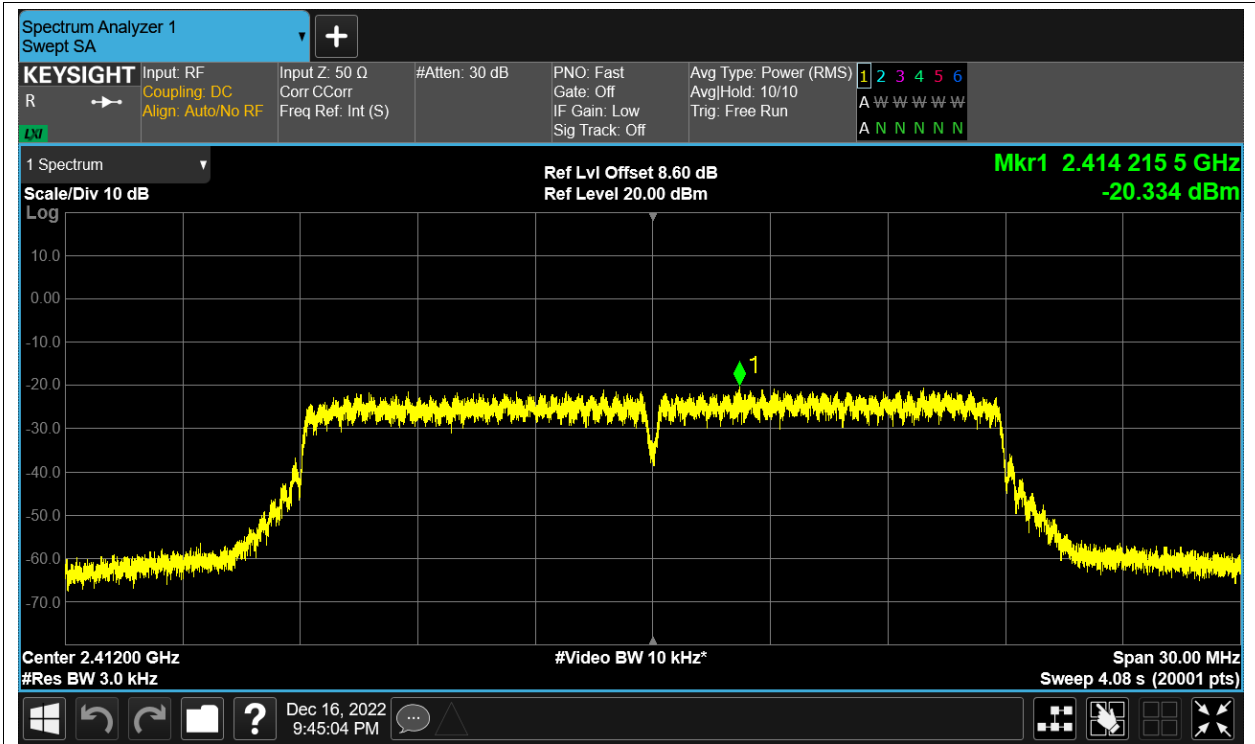 Spectrum Analyzer 1
Swept SA
KEYSIGHT
R
LXI
Input: RF
Coupling: DC
Align: Auto/No RF
Input Z: 50 Ω
Corr CCorr
Freq Ref: Int (S)
#Atten: 30 dB
PNO: Fast
Gate: Off
IF Gain: Low
Sig Track: Off
Avg Type: Power (RMS)
Avg|Hold: 10/10
Trig: Free Run
1 2 3 4 5 6
A W W W W W
A N N N N N
1 Spectrum
Scale/Div 10 dB
Log
Ref Lvl Offset 8.60 dB
Ref Level 20.00 dBm
Mkr1 2.414 215 5 GHz
-20.334 dBm
10.0
0.00
-10.0
-20.0
-30.0
-40.0
-50.0
-60.0
-70.0
1
Center 2.41200 GHz
#Res BW 3.0 kHz
#Video BW 10 kHz*
Span 30.00 MHz
Sweep 4.08 s (20001 pts)
?
Dec 16, 2022
9:45:04 PM